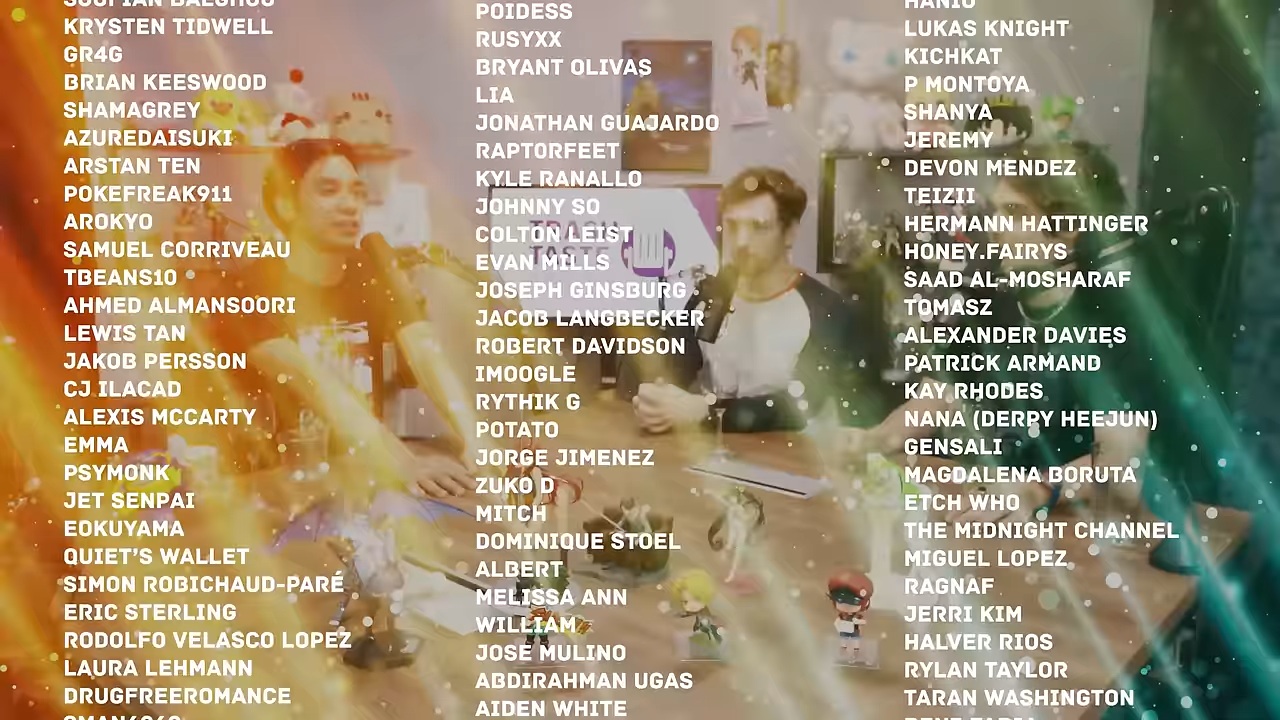 SOUFIAN BALGHOU
KRYSTEN TIDWELL
GR4G
BRIAN KEESWOOD
SHAMAGREY
AZUREDAISUKI
ARSTAN TEN
POKEFREAK911
AROKYO
SAMUEL CORRIVEAU
TBEANS10
AHMED ALMANSOORI
LEWIS TAN
JAKOB PERSSON
CJ ILACAD
ALEXIS MCCARTY
EMMA
PSYMONK
JET SENPAI
EOKUYAMA
QUIET'S WALLET
SIMON ROBICHAUD-PARÉ
ERIC STERLING
RODOLFO VELASCO LOPEZ
LAURA LEHMANN
DRUGFREEROMANCE
POIDESS
RUSYXX
BRYANT OLIVAS
LIA
JONATHAN GUAJARDO
RAPTORFEET
KYLE RANALLO
JOHNNY SO
COLTON LEIST
EVAN MILLS
JOSEPH GINSBURG
JACOB LANGBECKER
ROBERT DAVIDSON
IMOOGLE
RYTHIK G
POTATO
JORGE JIMENEZ
ZUKO D
MITCH
DOMINIQUE STOEL
ALBERT
MELISSA ANN
WILLIAM
JOSE MULINO
ABDIRAHMAN UGAS
AIDEN WHITE
HANIU
LUKAS KNIGHT
KICHKAT
P MONTOYA
SHANYA
JEREMY
DEVON MENDEZ
TEIZII
HERMANN HATTINGER
HONEY.FAIRYS
SAAD AL-MOSHARAF
TOMASZ
ALEXANDER DAVIES
PATRICK ARMAND
KAY RHODES
NANA (DERPY HEEJUN)
GENSALI
MAGDALENA BORUTA
ETCH WHO
THE MIDNIGHT CHANNEL
MIGUEL LOPEZ
RAGNAF
JERRI KIM
HALVER RIOS
RYLAN TAYLOR
TARAN WASHINGTON
TRASH
TASTE